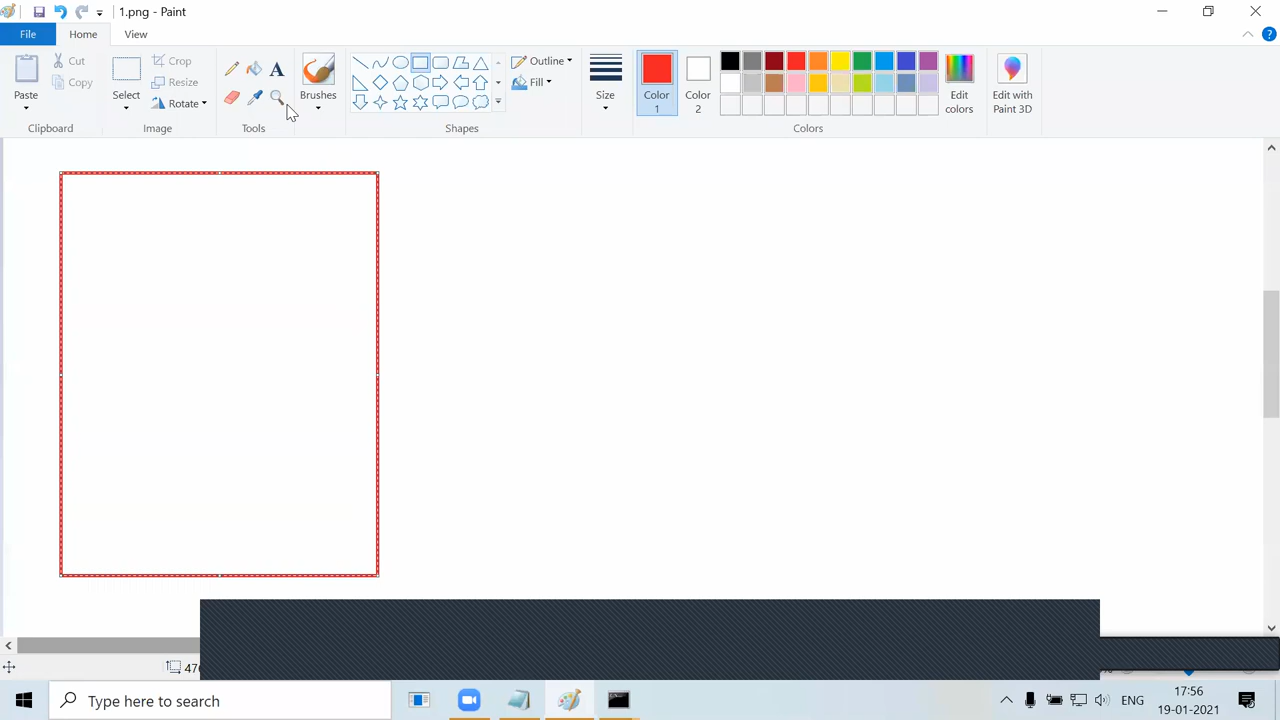 1.png - Paint
File Home View
Paste
Cut
Copy
Clipboard
Select
Crop
Resize
Rotate
Image
A
Tools
Brushes
Outline
Fill
Shapes
Size
Color 1
Color 2
Edit colors
Colors
Edit with Paint 3D
Type here to search
ENG
17:56
19-01-2021